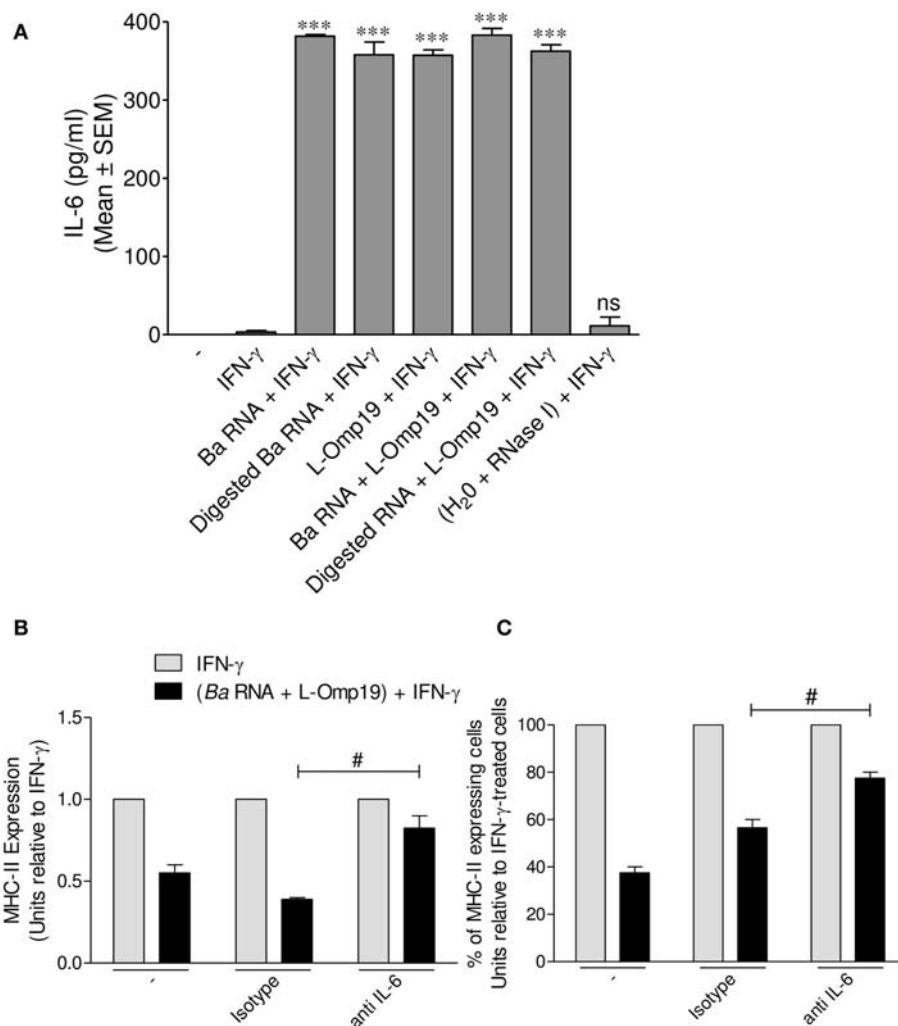 A
IL-6 (pg/ml)
(Mean ± SEM)
400
300
200
100
0
***
***
***
***
***
ns
-
IFN-γ
Ba RNA + IFN-γ
Digested Ba RNA + IFN-γ
L-Omp19 + IFN-γ
Ba RNA + L-Omp19 + IFN-γ
Digested RNA + L-Omp19 + IFN-γ
(H₂0 + RNase I) + IFN-γ
B
IFN-γ
(Ba RNA + L-Omp19) + IFN-γ
MHC-II Expression
(Units relative to IFN-γ)
1.5
1.0
0.5
0.0
#
-
Isotype
anti IL-6
C
% of MHC-II expressing cells
Units relative to IFN-γ-treated cells
100
80
60
40
20
0
#
-
Isotype
anti IL-6